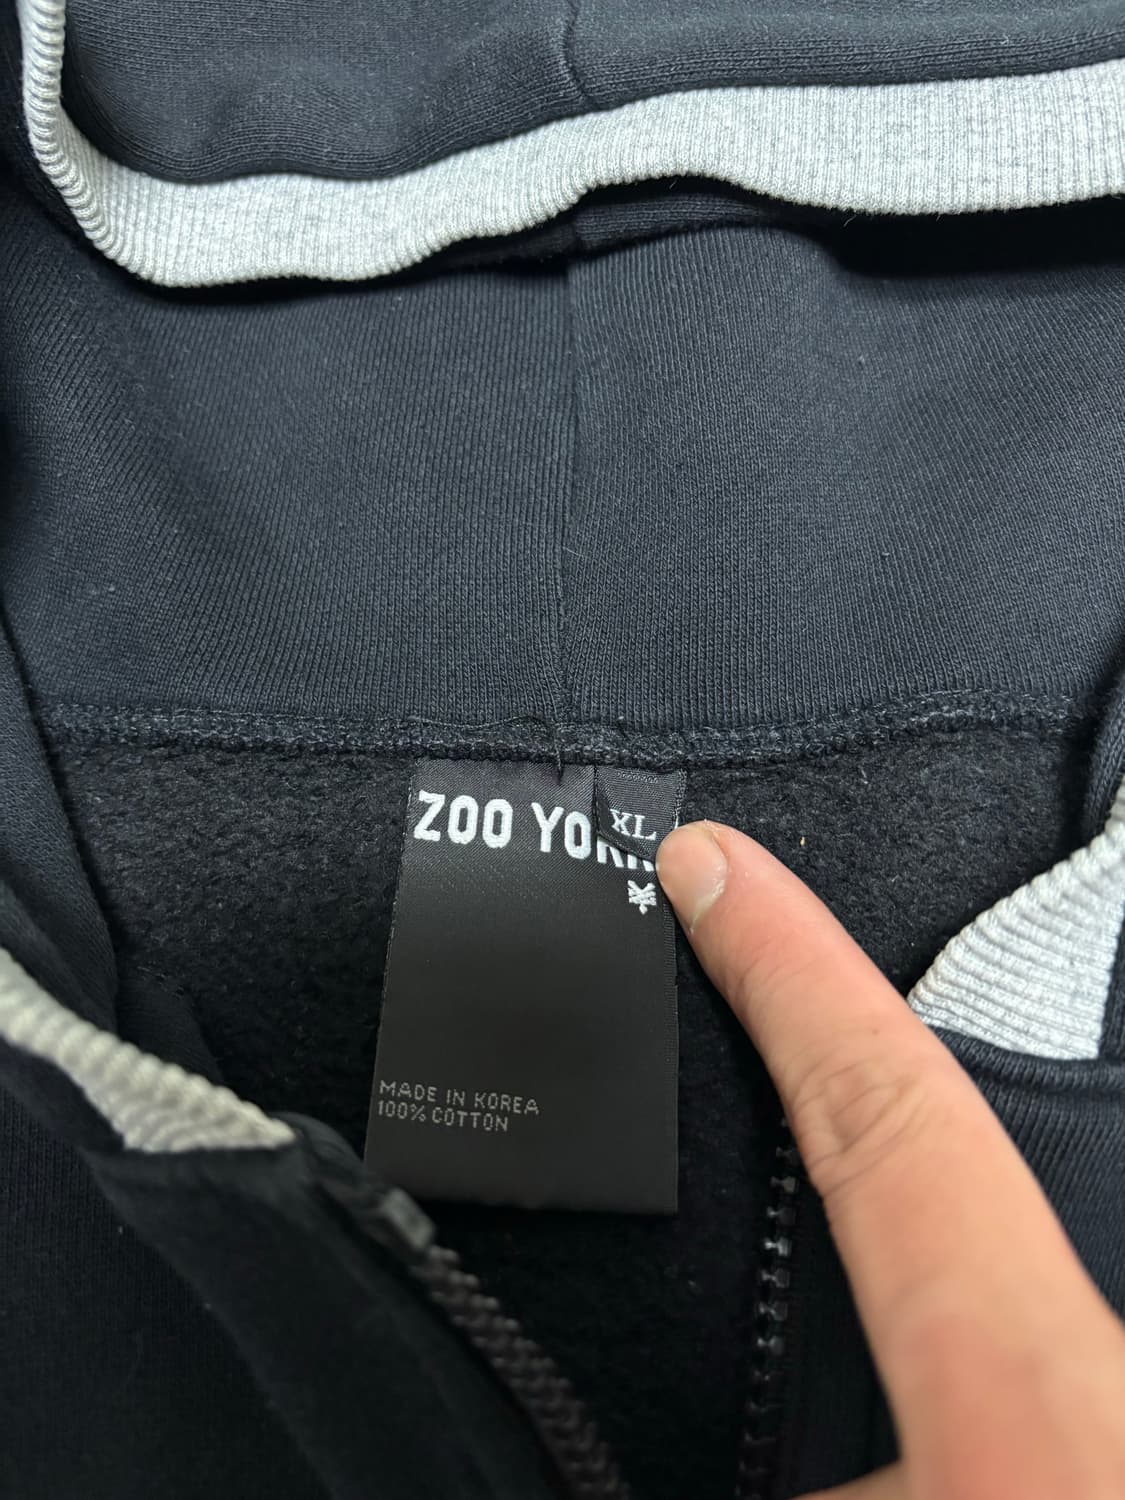 ZOO YORK
XL
MADE IN KOREA
100% COTTON